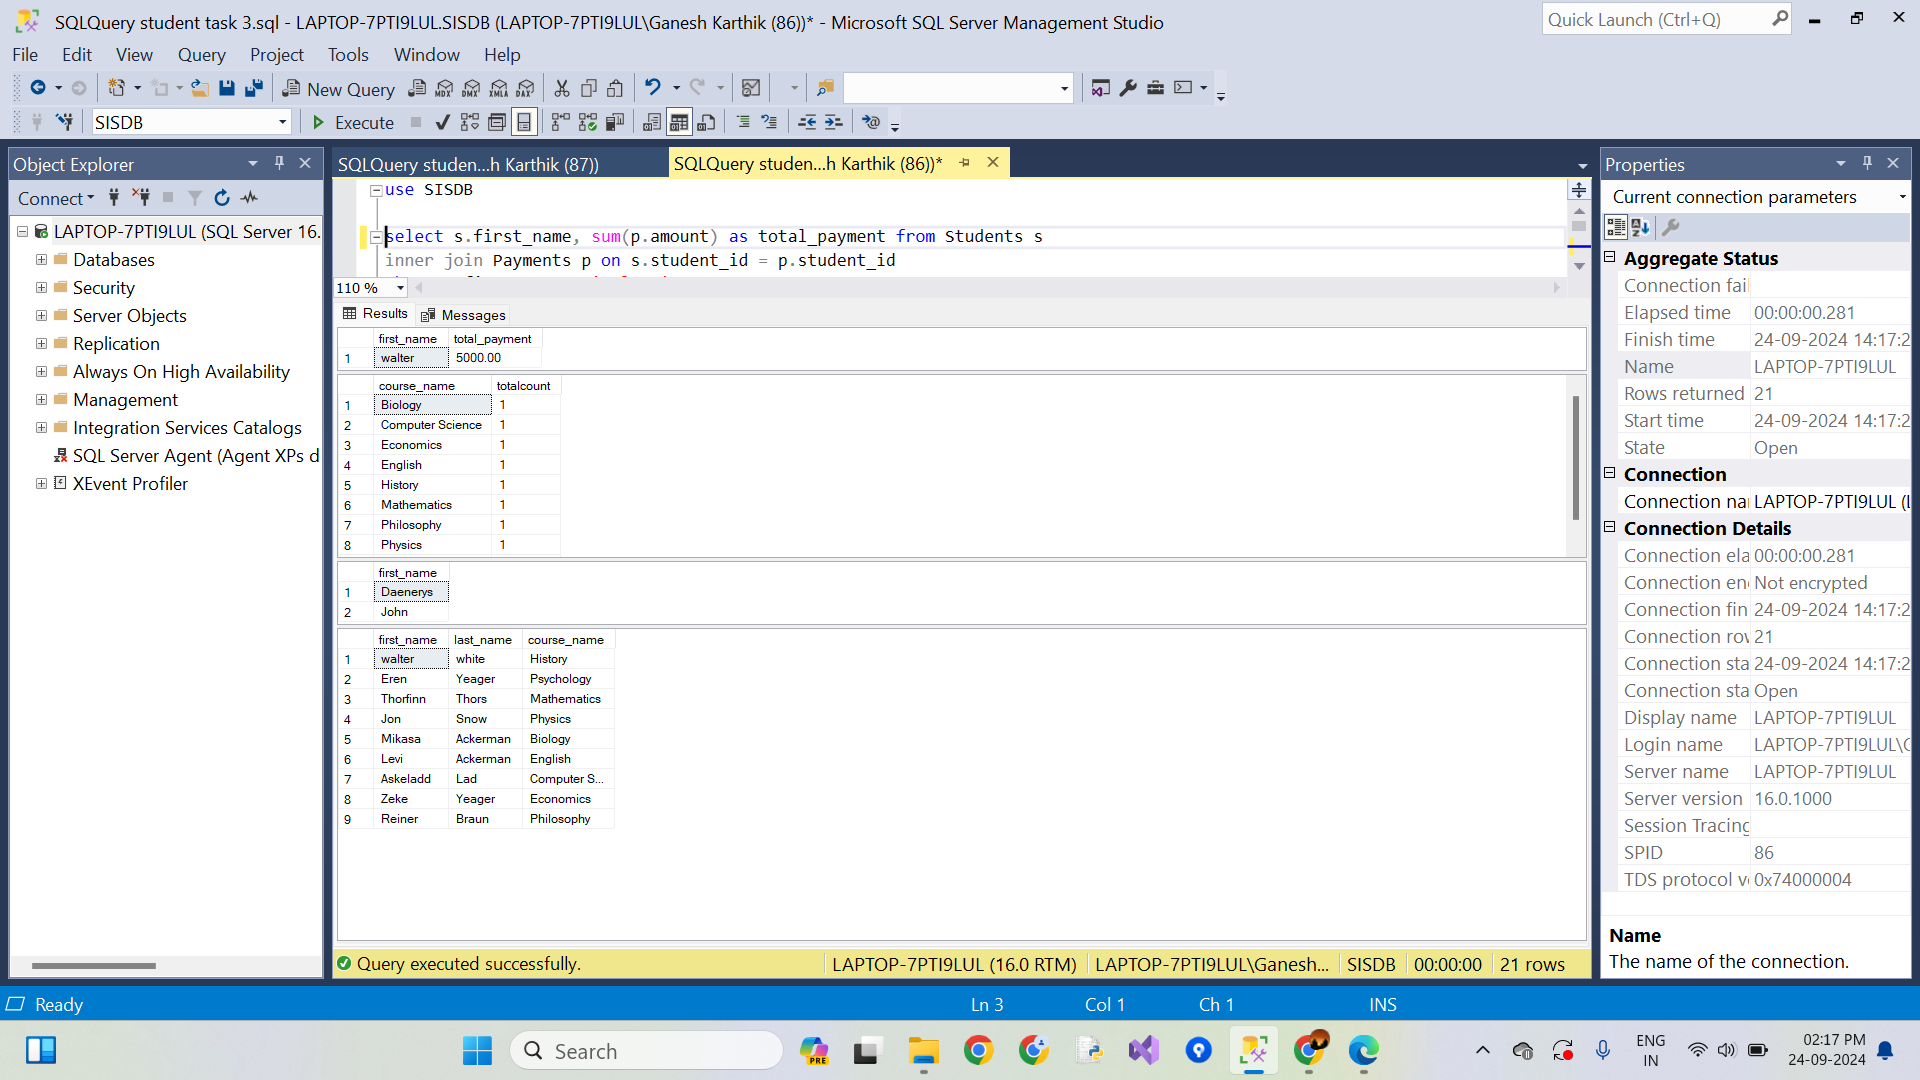 SQLQuery student task 3.sql - LAPTOP-7PTI9LUL.SISDB (LAPTOP-7PTI9LUL\Ganesh Karthik (86))* - Microsoft SQL Server Management Studio
Quick Launch (Ctrl+Q)
File Edit View Query Project Tools Window Help
New Query
MDX DMX XMLA DAX
SISDB
Execute
Object Explorer
Connect
LAPTOP-7PTI9LUL (SQL Server 16.
Databases
Security
Server Objects
Replication
Always On High Availability
Management
Integration Services Catalogs
SQL Server Agent (Agent XPs d
XEvent Profiler
SQLQuery studen...h Karthik (87))
SQLQuery studen...h Karthik (86))*
use SISDB
select s.first_name, sum(p.amount) as total_payment from Students s
inner join Payments p on s.student_id = p.student_id
110 %
Results Messages
first_name total_payment
1 walter 5000.00
course_name totalcount
1 Biology 1
2 Computer Science 1
3 Economics 1
4 English 1
5 History 1
6 Mathematics 1
7 Philosophy 1
8 Physics 1
first_name
1 Daenerys
2 John
first_name last_name course_name
1 walter white History
2 Eren Yeager Psychology
3 Thorfinn Thors Mathematics
4 Jon Snow Physics
5 Mikasa Ackerman Biology
6 Levi Ackerman English
7 Askeladd Lad Computer S...
8 Zeke Yeager Economics
9 Reiner Braun Philosophy
Query executed successfully.
LAPTOP-7PTI9LUL (16.0 RTM) LAPTOP-7PTI9LUL\Ganesh... SISDB 00:00:00 21 rows
Properties
Current connection parameters
Aggregate Status
Connection fail
Elapsed time 00:00:00.281
Finish time 24-09-2024 14:17:2
Name LAPTOP-7PTI9LUL
Rows returned 21
Start time 24-09-2024 14:17:2
State Open
Connection
Connection nar LAPTOP-7PTI9LUL (L
Connection Details
Connection ela 00:00:00.281
Connection en Not encrypted
Connection fin 24-09-2024 14:17:2
Connection rov 21
Connection sta 24-09-2024 14:17:2
Connection sta Open
Display name LAPTOP-7PTI9LUL
Login name LAPTOP-7PTI9LUL\G
Server name LAPTOP-7PTI9LUL
Server version 16.0.1000
Session Tracing
SPID 86
TDS protocol ve 0x74000004
Name
The name of the connection.
Ready
Ln 3 Col 1 Ch 1 INS
Search
PRE
ENG
IN
02:17 PM
24-09-2024